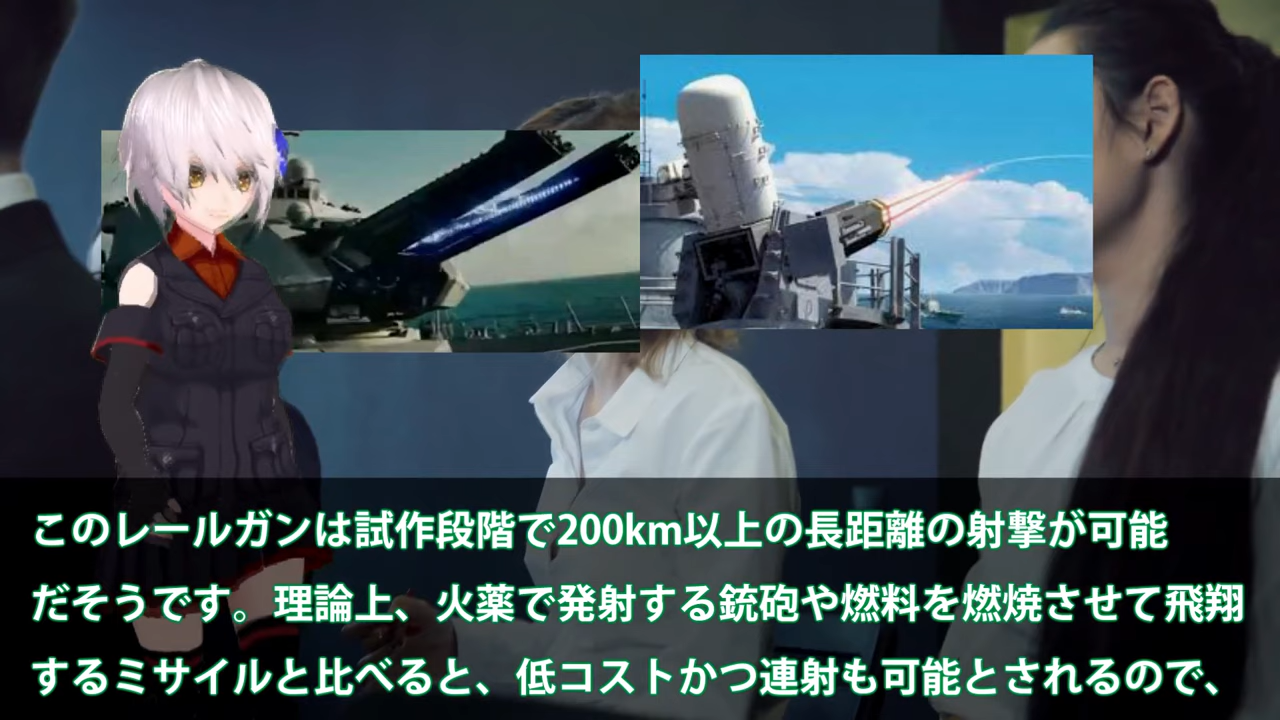 このレールガンは試作段階で200km以上の長距離の射撃が可能
だそうです。理論上、火薬で発射する銃砲や燃料を燃焼させて飛翔
するミサイルと比べると、低コストかつ連射も可能とされるので、